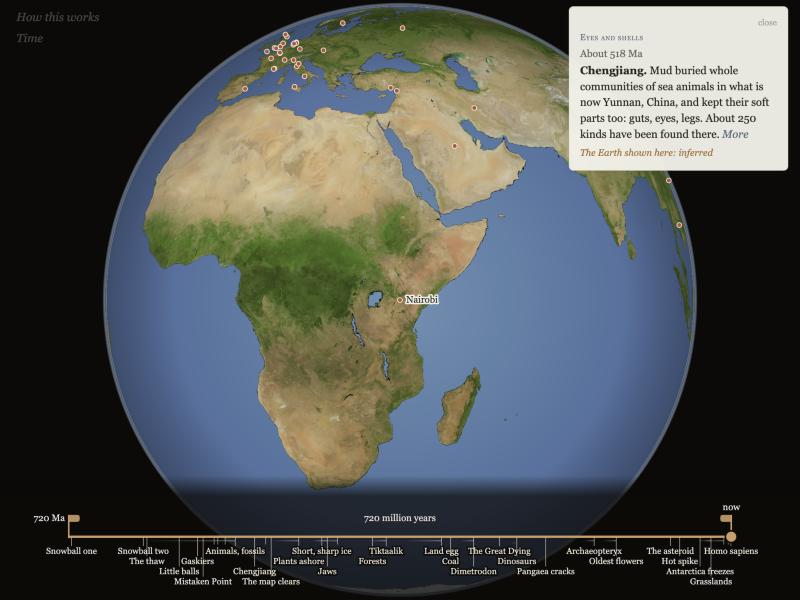 How this works
Time
close
EYES AND SHELLS
About 518 Ma
Chengjiang. Mud buried whole
communities of sea animals in what is
now Yunnan, China, and kept their soft
parts too: guts, eyes, legs. About 250
kinds have been found there. More
The Earth shown here: inferred
Nairobi
now
720 Ma
720 million years
Snowball one
Snowball two
Animals, fossils
Short, sharp ice
Tiktaalik
Land egg
The Great Dying
Archaeopteryx
The asteroid
Homo sapiens
The thaw
Gaskiers
Plants ashore
Forests
Coal
Dinosaurs
Oldest flowers
Hot spike
Little balls
Chengjiang
Jaws
Dimetrodon
Pangaea cracks
Antarctica freezes
Mistaken Point
The map clears
Grasslands